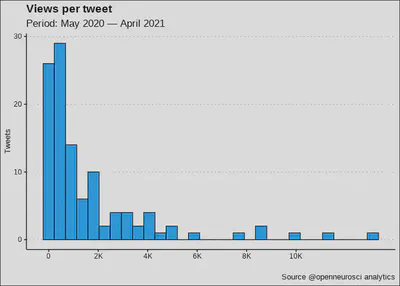 Views per tweet
Period: May 2020 — April 2021
30
20
10
0
Tweets
0 2K 4K 6K 8K 10K
Source @openneurosci analytics